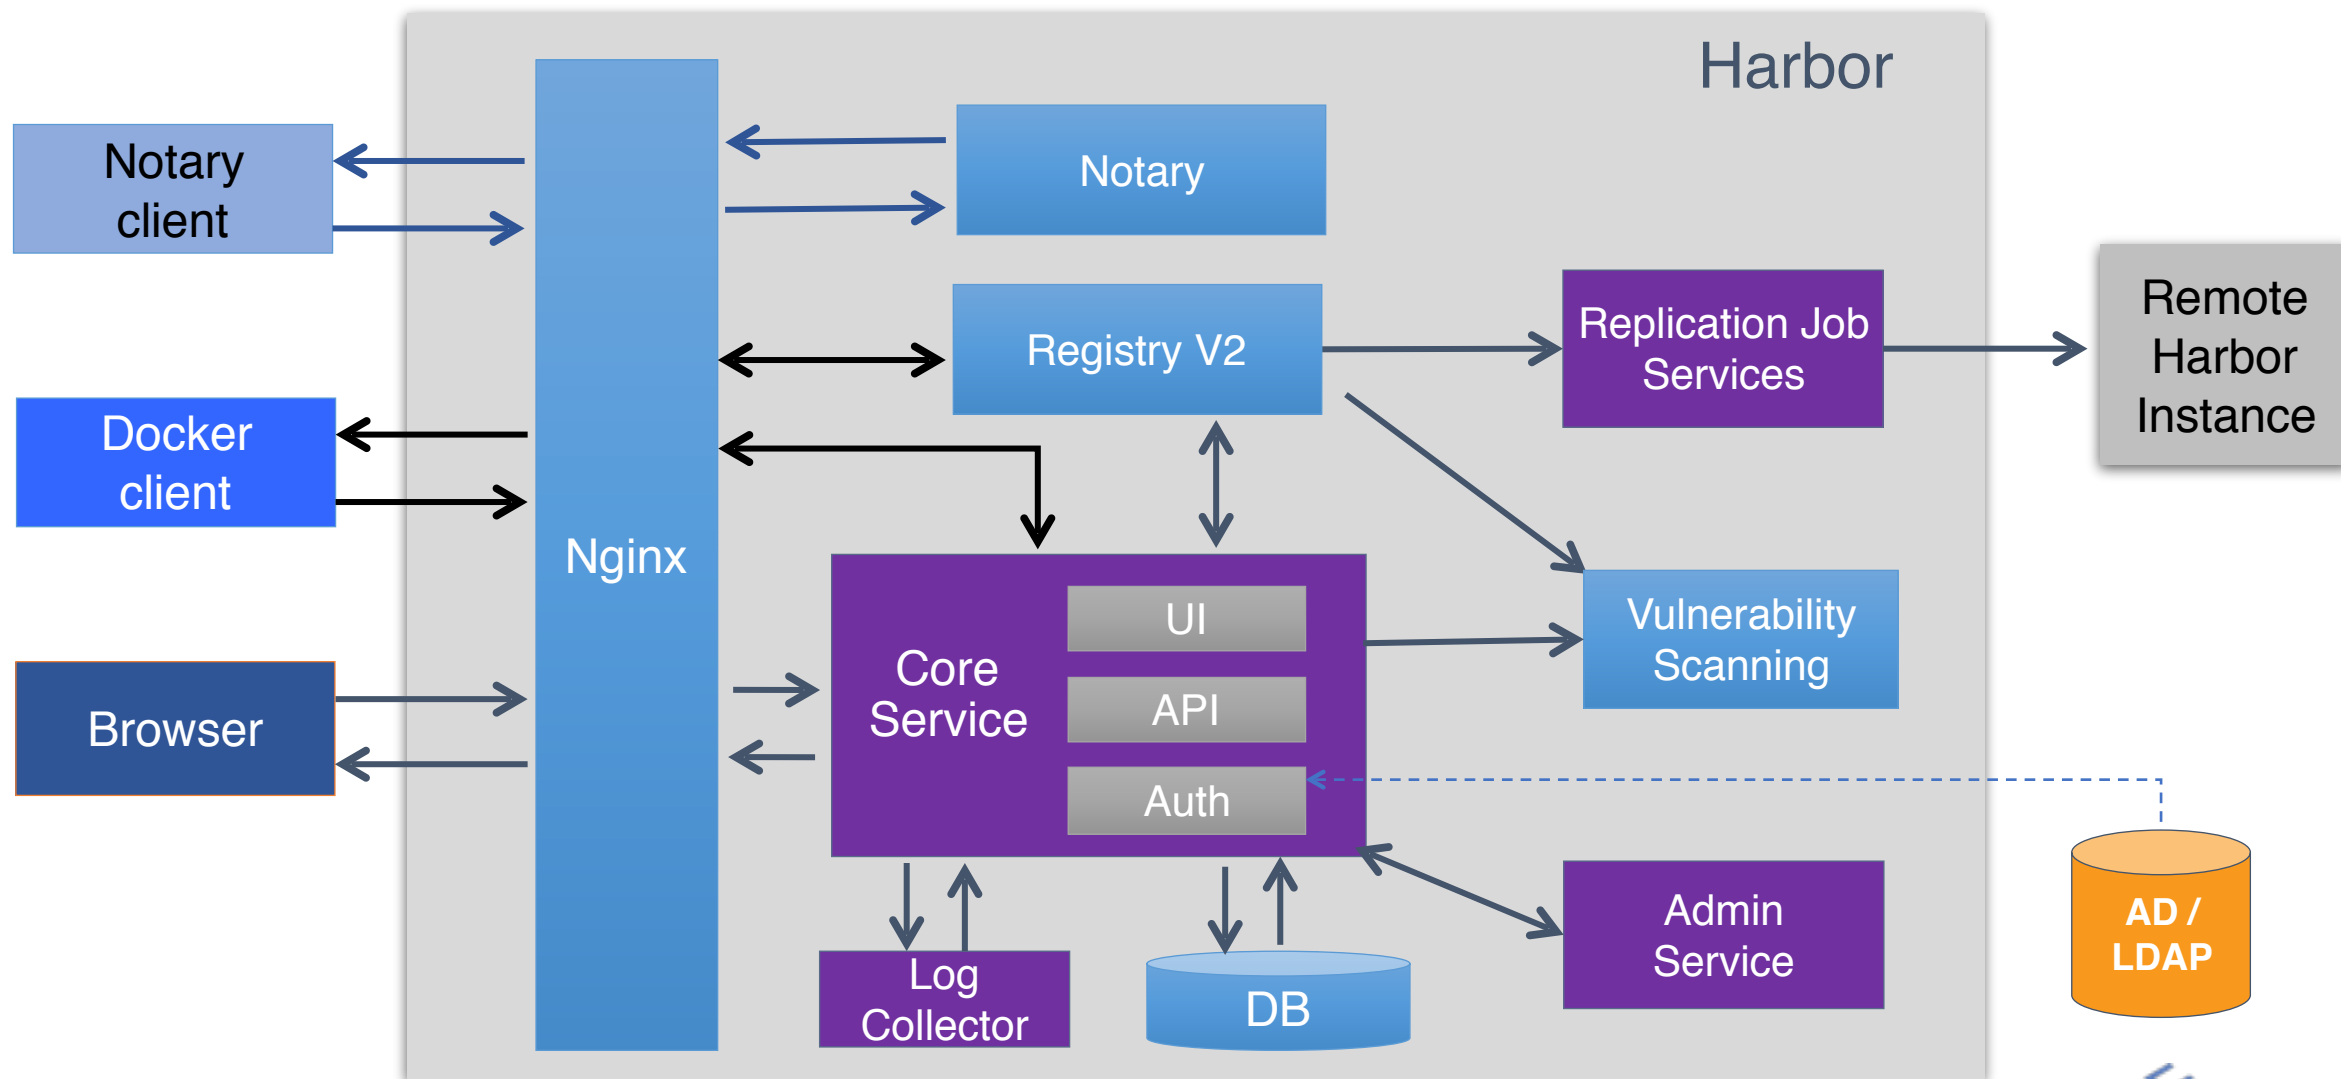 Harbor
Notary
client
Notary
Replication Job
Services
Remote
Harbor
Instance
Registry V2
Docker
client
Nginx
UI
Core
Service
API
Auth
Vulnerability
Scanning
Browser
Admin
Service
AD /
LDAP
Log
Collector
DB